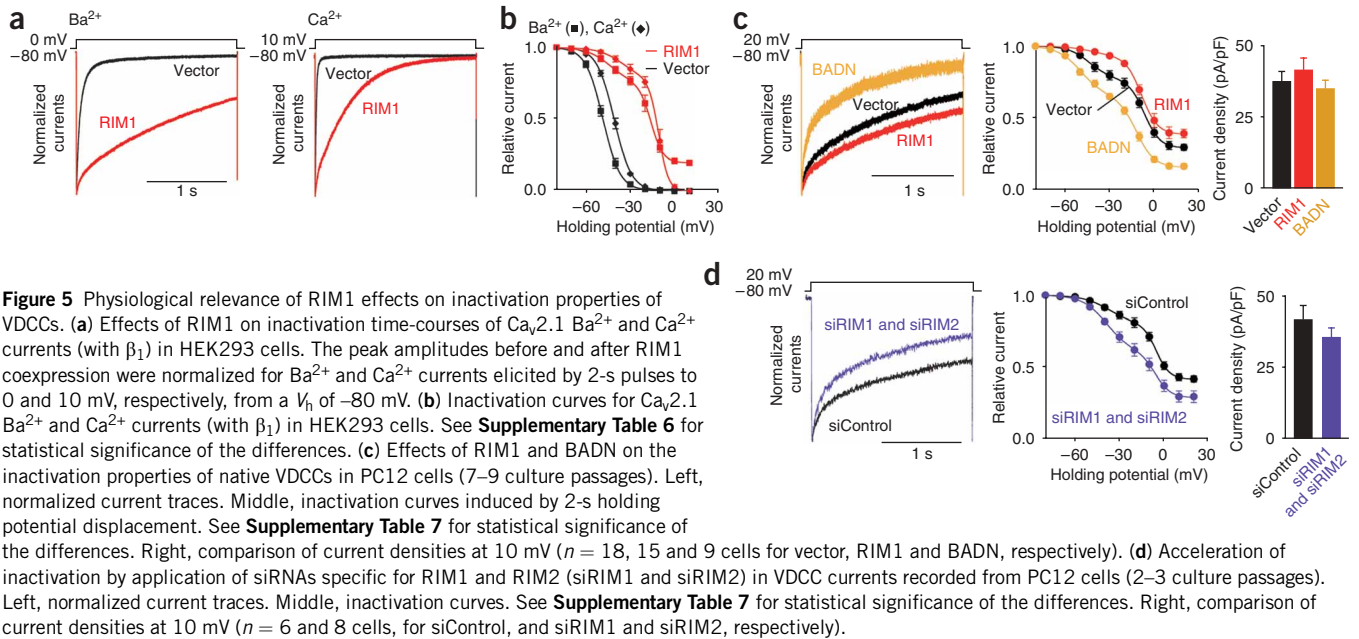 a
Ba2+
0 mV
−80 mV
Normalized currents
Vector
RIM1
1 s
Ca2+
10 mV
−80 mV
Normalized currents
Vector
RIM1
b
Ba2+ (■), Ca2+ (◆)
RIM1
Vector
Relative current
1.0
0.5
0.0
−60 −30 0 30
Holding potential (mV)
c
20 mV
−80 mV
Normalized currents
BADN
Vector
RIM1
1 s
Relative current
1.0
0.5
0.0
Vector
RIM1
BADN
−60 −30 0 30
Holding potential (mV)
Current density (pA/pF)
50
25
0
Vector
RIM1
BADN
d
20 mV
−80 mV
Normalized currents
siRIM1 and siRIM2
siControl
1 s
Relative current
1.0
0.5
0.0
siControl
siRIM1 and siRIM2
−60 −30 0 30
Holding potential (mV)
Current density (pA/pF)
50
25
0
siControl
siRIM1
and siRIM2
Figure 5 Physiological relevance of RIM1 effects on inactivation properties of
VDCCs. (a) Effects of RIM1 on inactivation time-courses of Cav2.1 Ba2+ and Ca2+
currents (with β1) in HEK293 cells. The peak amplitudes before and after RIM1
coexpression were normalized for Ba2+ and Ca2+ currents elicited by 2-s pulses to
0 and 10 mV, respectively, from a Vh of –80 mV. (b) Inactivation curves for Cav2.1
Ba2+ and Ca2+ currents (with β1) in HEK293 cells. See Supplementary Table 6 for
statistical significance of the differences. (c) Effects of RIM1 and BADN on the
inactivation properties of native VDCCs in PC12 cells (7–9 culture passages). Left,
normalized current traces. Middle, inactivation curves induced by 2-s holding
potential displacement. See Supplementary Table 7 for statistical significance of
the differences. Right, comparison of current densities at 10 mV (n = 18, 15 and 9 cells for vector, RIM1 and BADN, respectively). (d) Acceleration of
inactivation by application of siRNAs specific for RIM1 and RIM2 (siRIM1 and siRIM2) in VDCC currents recorded from PC12 cells (2–3 culture passages).
Left, normalized current traces. Middle, inactivation curves. See Supplementary Table 7 for statistical significance of the differences. Right, comparison of
current densities at 10 mV (n = 6 and 8 cells, for siControl, and siRIM1 and siRIM2, respectively).